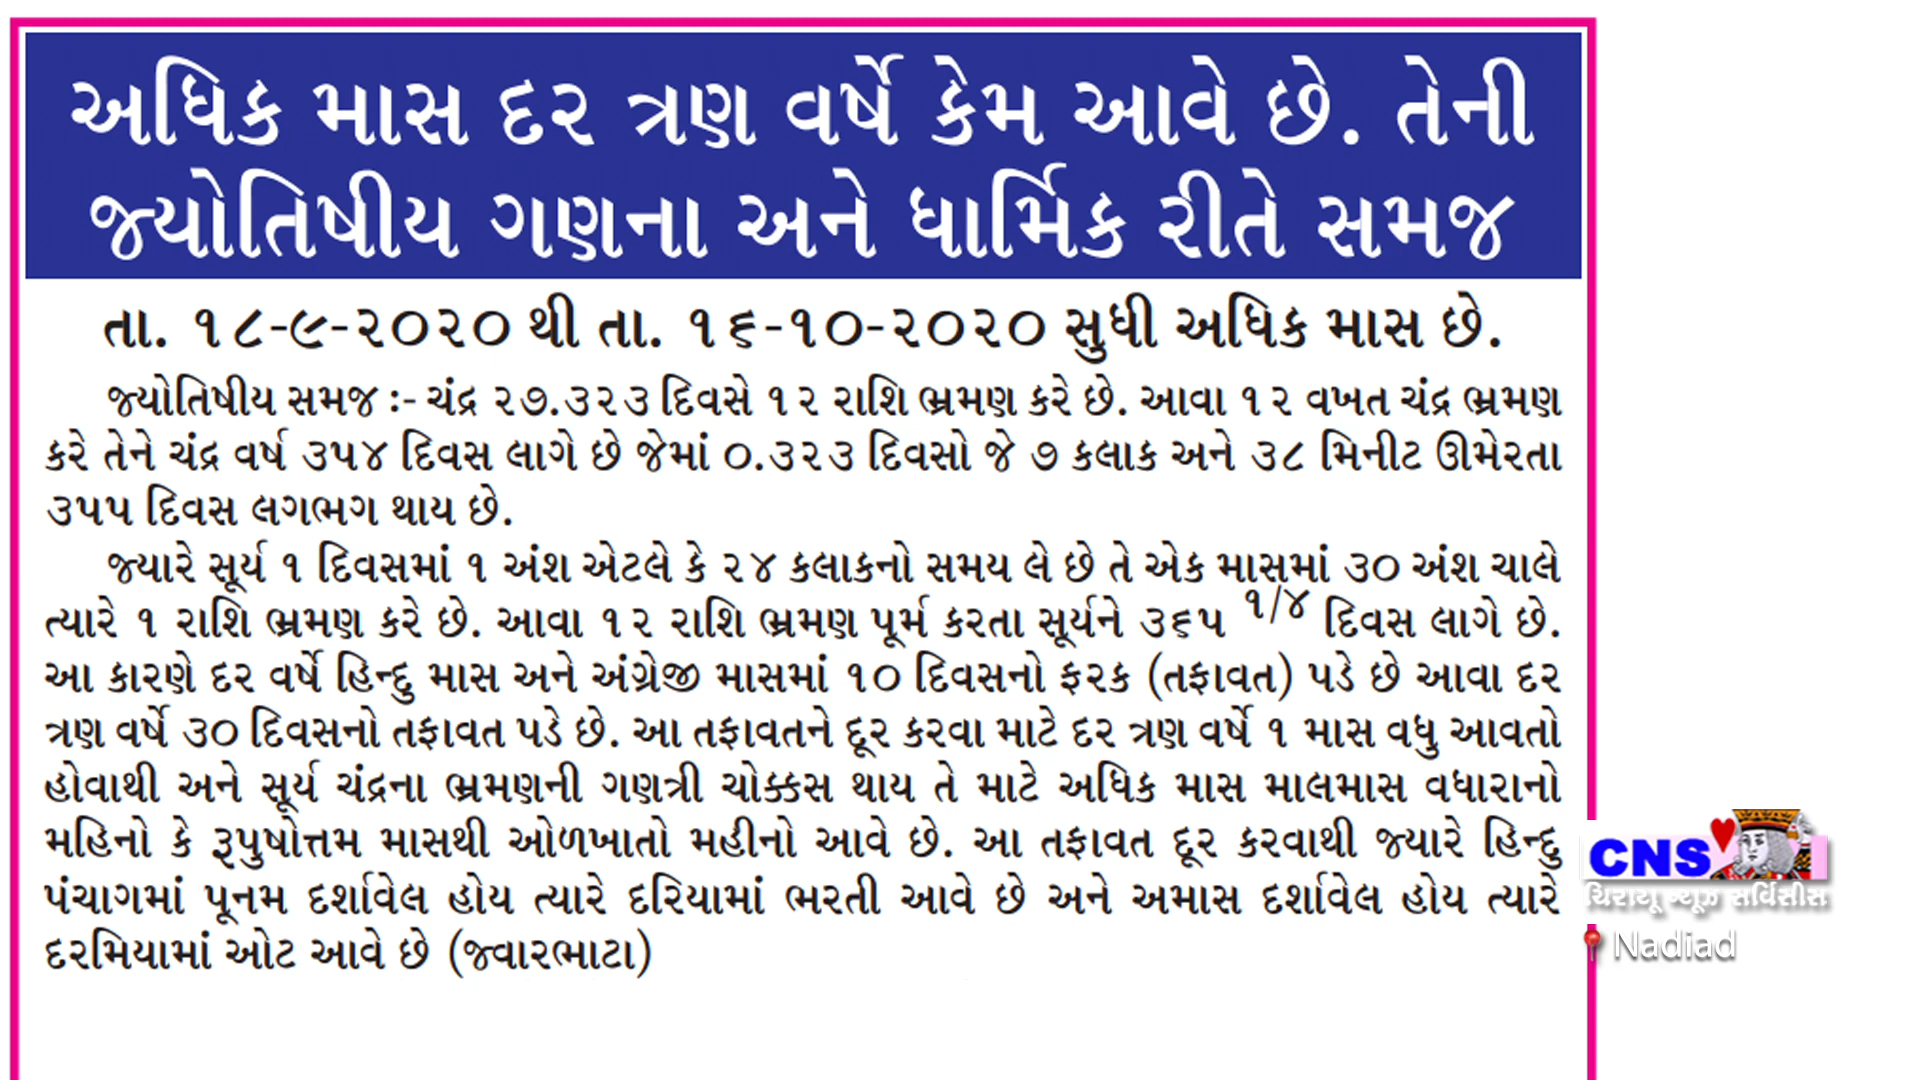 અધિક માસ દર ત્રણ વર્ષે કેમ આવે છે. તેની
જ્યોતિષીય ગણના અને ધાર્મિક રીતે સમજ
તા. ૧૮-૯-૨૦૨૦ થી તા. ૧૬-૧૦-૨૦૨૦ સુધી અધિક માસ છે.
જ્યોતિષીય સમજ :- ચંદ્ર ૨૭.૩૨૩ દિવસે ૧૨ રાશિ ભ્રમણ કરે છે. આવા ૧૨ વખત ચંદ્ર ભ્રમણ
કરે તેને ચંદ્ર વર્ષ ૩૫૪ દિવસ લાગે છે જેમાં ૦.૩૨૩ દિવસો જે ૭ કલાક અને ૩૮ મિનીટ ઊમેરતા
૩૫૫ દિવસ લગભગ થાય છે.
જ્યારે સૂર્ય ૧ દિવસમાં ૧ અંશ એટલે કે ૨૪ કલાકનો સમય લે છે તે એક માસમાં ૩૦ અંશ ચાલે
ત્યારે ૧ રાશિ ભ્રમણ કરે છે. આવા ૧૨ રાશિ ભ્રમણ પૂર્મ કરતા સૂર્યને ૩૬૫ ૧/૪ દિવસ લાગે છે.
આ કારણે દર વર્ષે હિન્દુ માસ અને અંગ્રેજી માસમાં ૧૦ દિવસનો ફરક (તફાવત) પડે છે આવા દર
ત્રણ વર્ષે ૩૦ દિવસનો તફાવત પડે છે. આ તફાવતને દૂર કરવા માટે દર ત્રણ વર્ષે ૧ માસ વધુ આવતો
હોવાથી અને સૂર્ય ચંદ્રના ભ્રમણની ગણત્રી ચોક્કસ થાય તે માટે અધિક માસ માલમાસ વધારાનો
મહિનો કે રૂપુષોત્તમ માસથી ઓળખાતો મહીનો આવે છે. આ તફાવત દૂર કરવાથી જ્યારે હિન્દુ
પંચાગમાં પૂનમ દર્શાવેલ હોય ત્યારે દરિયામાં ભરતી આવે છે અને અમાસ દર્શાવેલ હોય ત્યારે
દરમિયામાં ઓટ આવે છે (જ્વારભાટા)
CNS
ચિરાયૂ ન્યૂઝ સર્વિસીસ
Nadiad